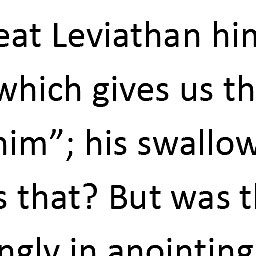 eat Leviathan him
which gives us th
him”; his swallow
s that? But was th
ngly in anointing